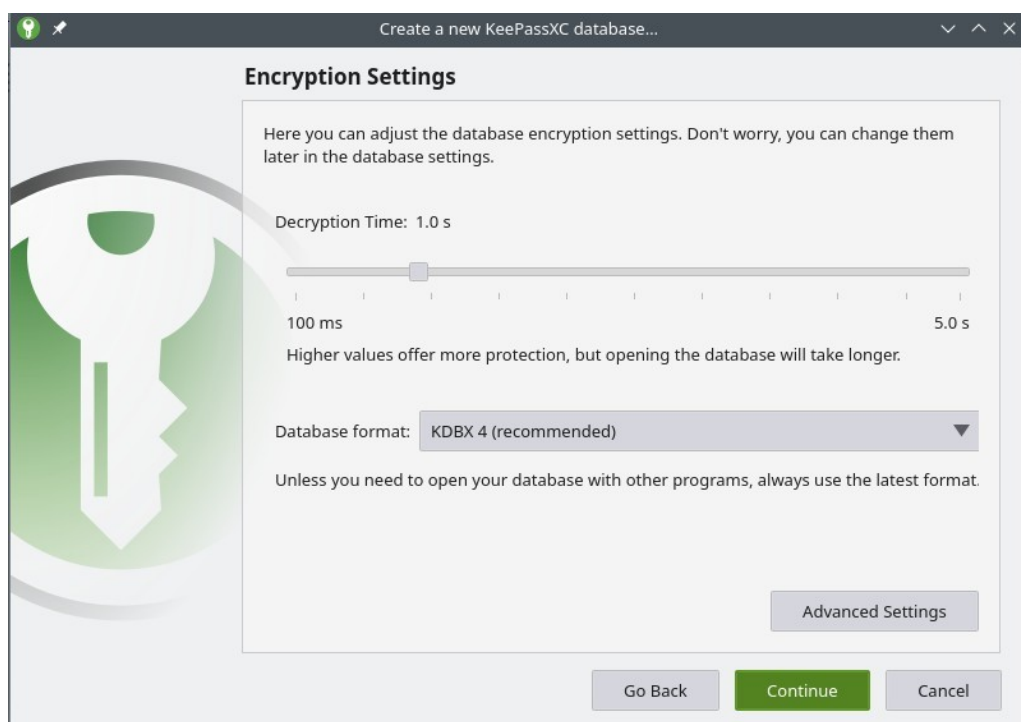 Create a new KeePassXC database...
Encryption Settings
Here you can adjust the database encryption settings. Don't worry, you can change them
later in the database settings.
Decryption Time: 1.0 s
100 ms
5.0 s
Higher values offer more protection, but opening the database will take longer.
Database format:
KDBX 4 (recommended)
Unless you need to open your database with other programs, always use the latest format.
Advanced Settings
Go Back
Continue
Cancel